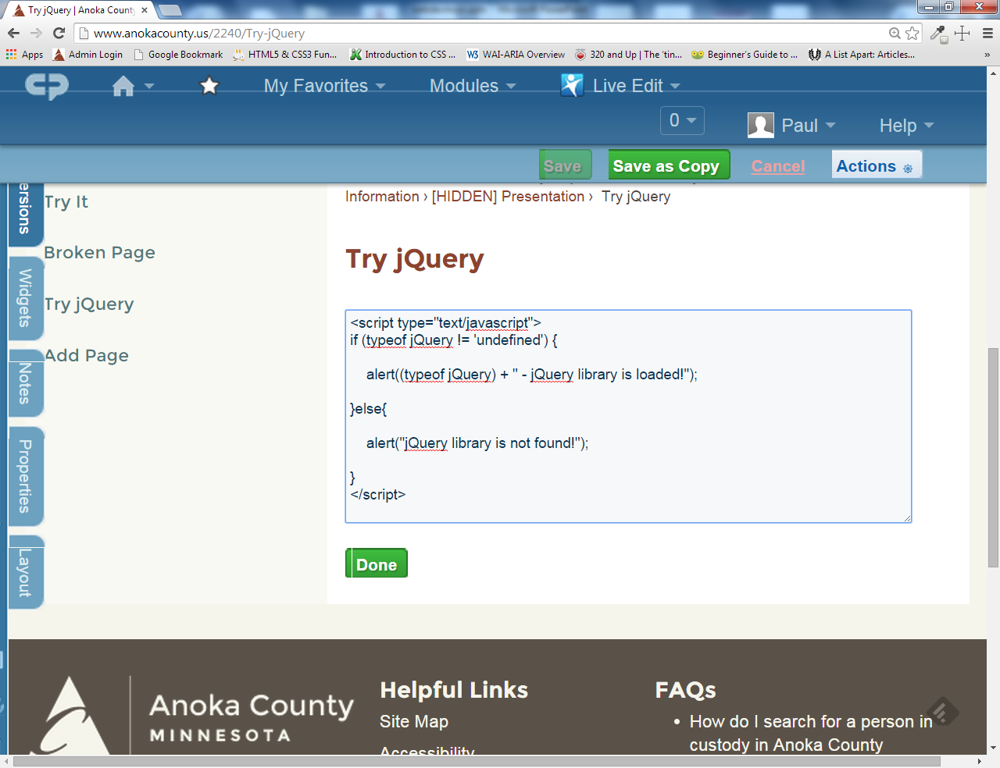 Try jQuery | Anoka County
www.anokacounty.us/2240/Try-jQuery
Apps Admin Login Google Bookmark HTML5 & CSS3 Fun... Introduction to CSS ... W3 WAI-ARIA Overview 320 and Up | The 'tin... Beginner's Guide to ... A List Apart: Articles... »
CP My Favorites Modules Live Edit
0 Paul Help
Save Save as Copy Cancel Actions
ersions
Widgets
Notes
Properties
Layout
Try It
Broken Page
Try jQuery
Add Page
Information › [HIDDEN] Presentation › Try jQuery
Try jQuery
<script type="text/javascript">
if (typeof jQuery != 'undefined') {
alert((typeof jQuery) + " - jQuery library is loaded!");
}else{
alert("jQuery library is not found!");
}
</script>
Done
Anoka County
MINNESOTA
Helpful Links
Site Map
Accessibility
FAQs
• How do I search for a person in
custody in Anoka County